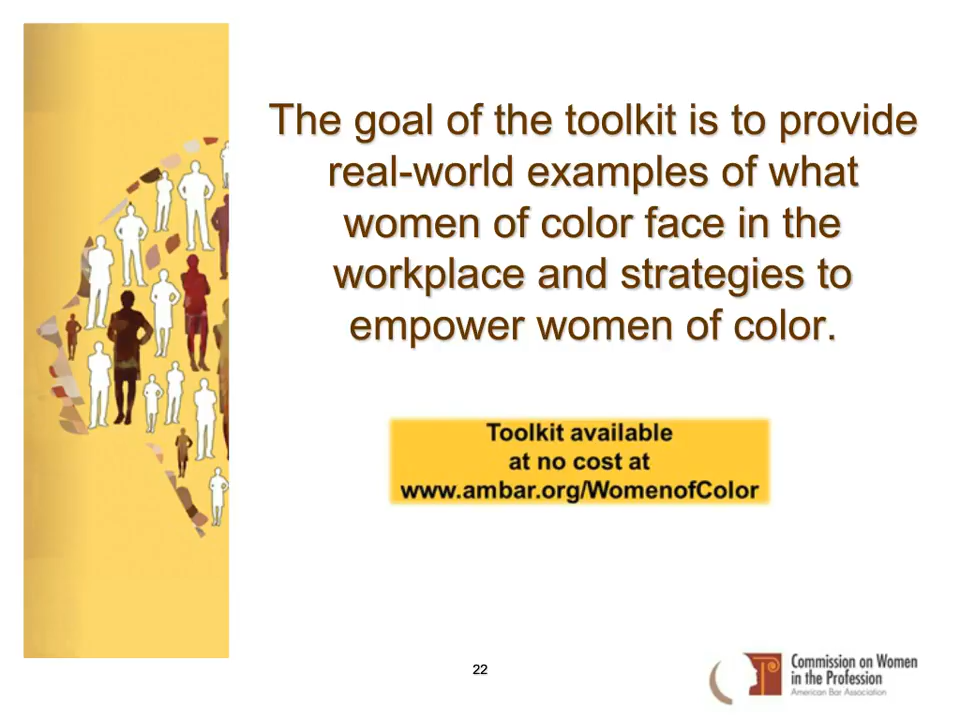 The goal of the toolkit is to provide
real-world examples of what
women of color face in the
workplace and strategies to
empower women of color.
Toolkit available
at no cost at
www.ambar.org/WomenofColor
22
Commission on Women
in the Profession
American Bar Association